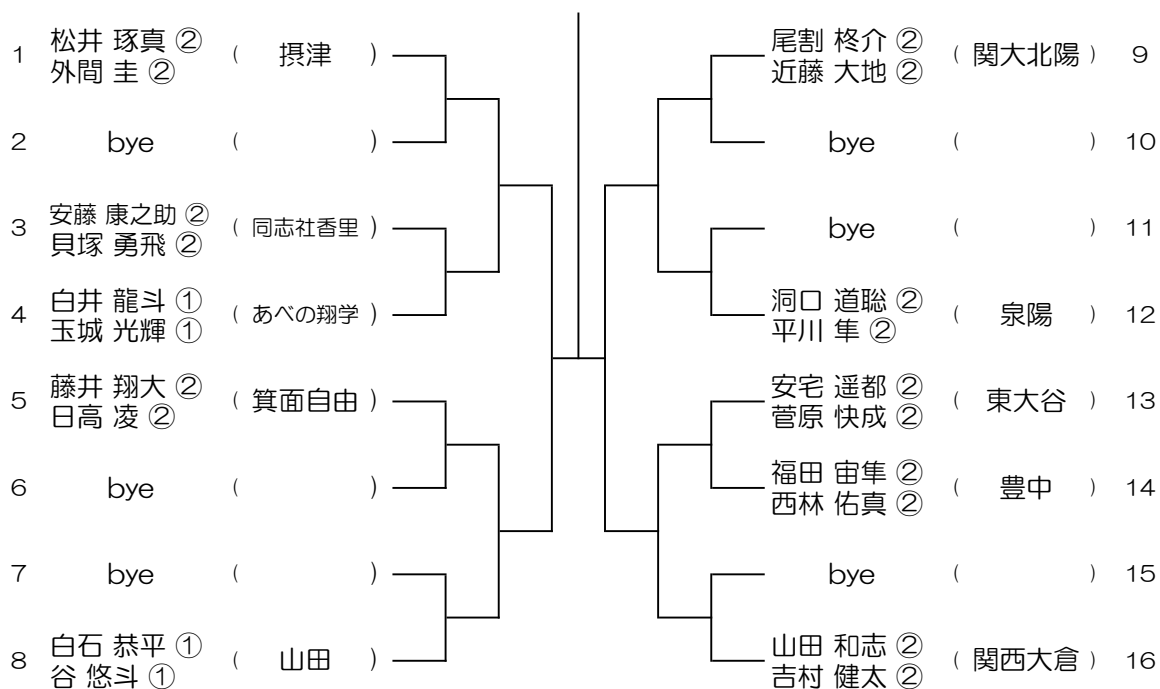 1 松井 琢真 ② ( 摂津 )
外間 圭 ②
2 bye ( )
3 安藤 康之助 ② ( 同志社香里 )
貝塚 勇飛 ②
4 白井 龍斗 ① ( あべの翔学 )
玉城 光輝 ①
5 藤井 翔大 ② ( 箕面自由 )
日高 凌 ②
6 bye ( )
7 bye ( )
8 白石 恭平 ① ( 山田 )
谷 悠斗 ①
尾割 柊介 ② ( 関大北陽 ) 9
近藤 大地 ②
bye ( ) 10
bye ( ) 11
洞口 道聡 ② ( 泉陽 ) 12
平川 隼 ②
安宅 遥都 ② ( 東大谷 ) 13
菅原 快成 ②
福田 宙隼 ② ( 豊中 ) 14
西林 佑真 ②
bye ( ) 15
山田 和志 ② ( 関西大倉 ) 16
吉村 健太 ②